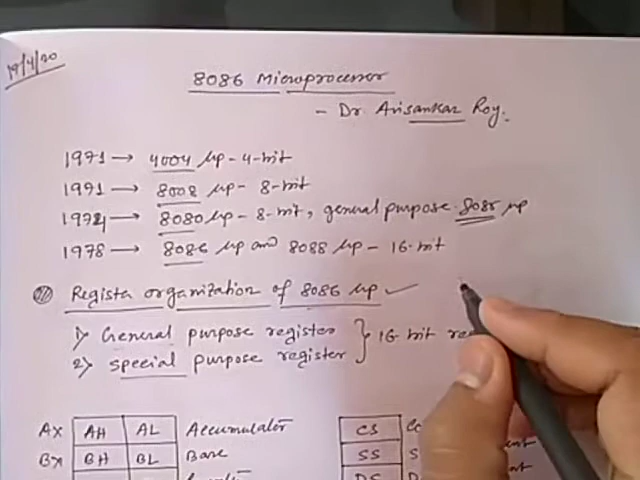 19/4/20
8086 Microprocessor
- Dr Arisankar Roy.
1971 → 4004 μp - 4-bit
1971 → 8008 μp - 8-bit
1974 → 8080 μp - 8-bit, general purpose. 8085 μp
1978 → 8086 μp and 8088 μp - 16-bit
Register organization of 8086 μp ✓
1) General purpose register } 16-bit
2) special purpose register
AX AH AL Accumulator CS
BX BH BL Base SS
DS